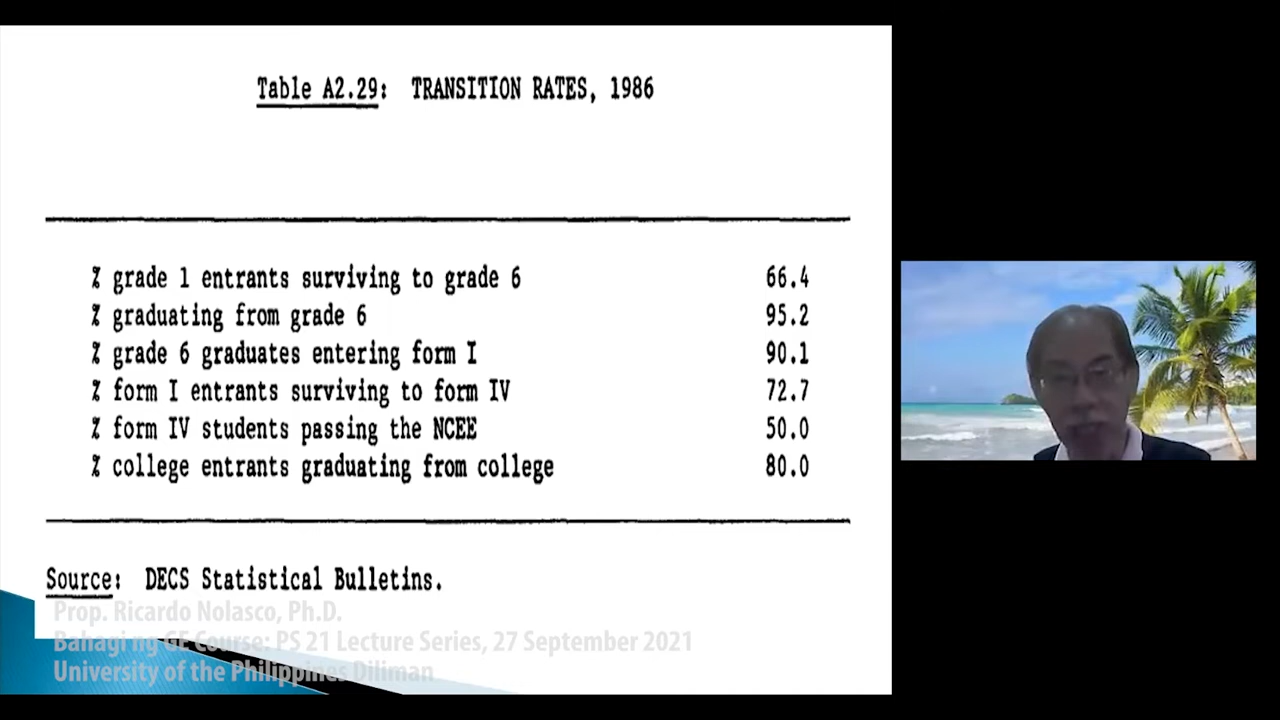 Table A2.29: TRANSITION RATES, 1986
% grade 1 entrants surviving to grade 6 66.4
% graduating from grade 6 95.2
% grade 6 graduates entering form I 90.1
% form I entrants surviving to form IV 72.7
% form IV students passing the NCEE 50.0
% college entrants graduating from college 80.0
Source: DECS Statistical Bulletins.
Prop. Ricardo Nolasco, Ph.D.
Bahagi ng GE Course: PS 21 Lecture Series, 27 September 2021
University of the Philippines Diliman